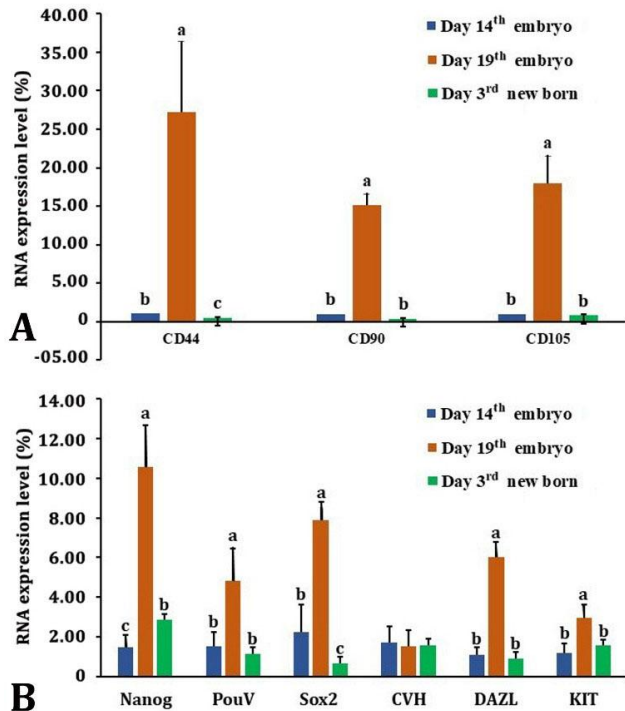 40.00
35.00
30.00
25.00
20.00
15.00
10.00
5.00
0
-05.00
RNA expression level (%)
Day 14th embryo
Day 19th embryo
Day 3rd new born
a
a
a
b
c
b
b
b
b
A
CD44
CD90
CD105
14.00
12.00
10.00
8.00
6.00
4.00
2.00
0
RNA expression level (%)
Day 14th embryo
Day 19th embryo
Day 3rd new born
a
a
a
a
a
c
b
b
b
b
c
b
b
b
b
B
Nanog
PouV
Sox2
CVH
DAZL
KIT